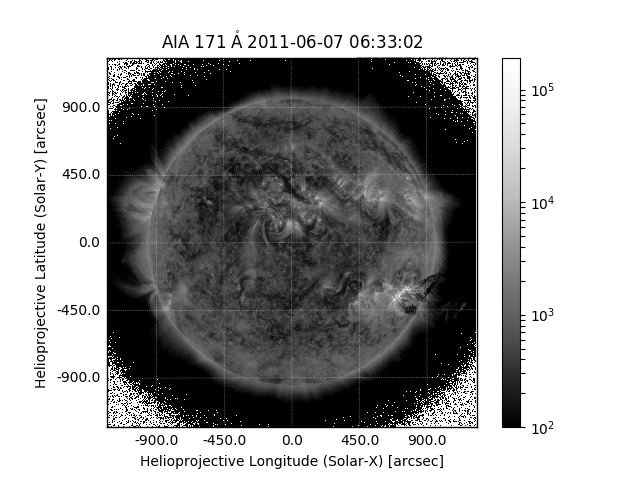 AIA 171 Å 2011-06-07 06:33:02
Helioprojective Latitude (Solar-Y) [arcsec]
900.0
450.0
0.0
-450.0
-900.0
-900.0 -450.0 0.0 450.0 900.0
Helioprojective Longitude (Solar-X) [arcsec]
10⁵
10⁴
10³
10²